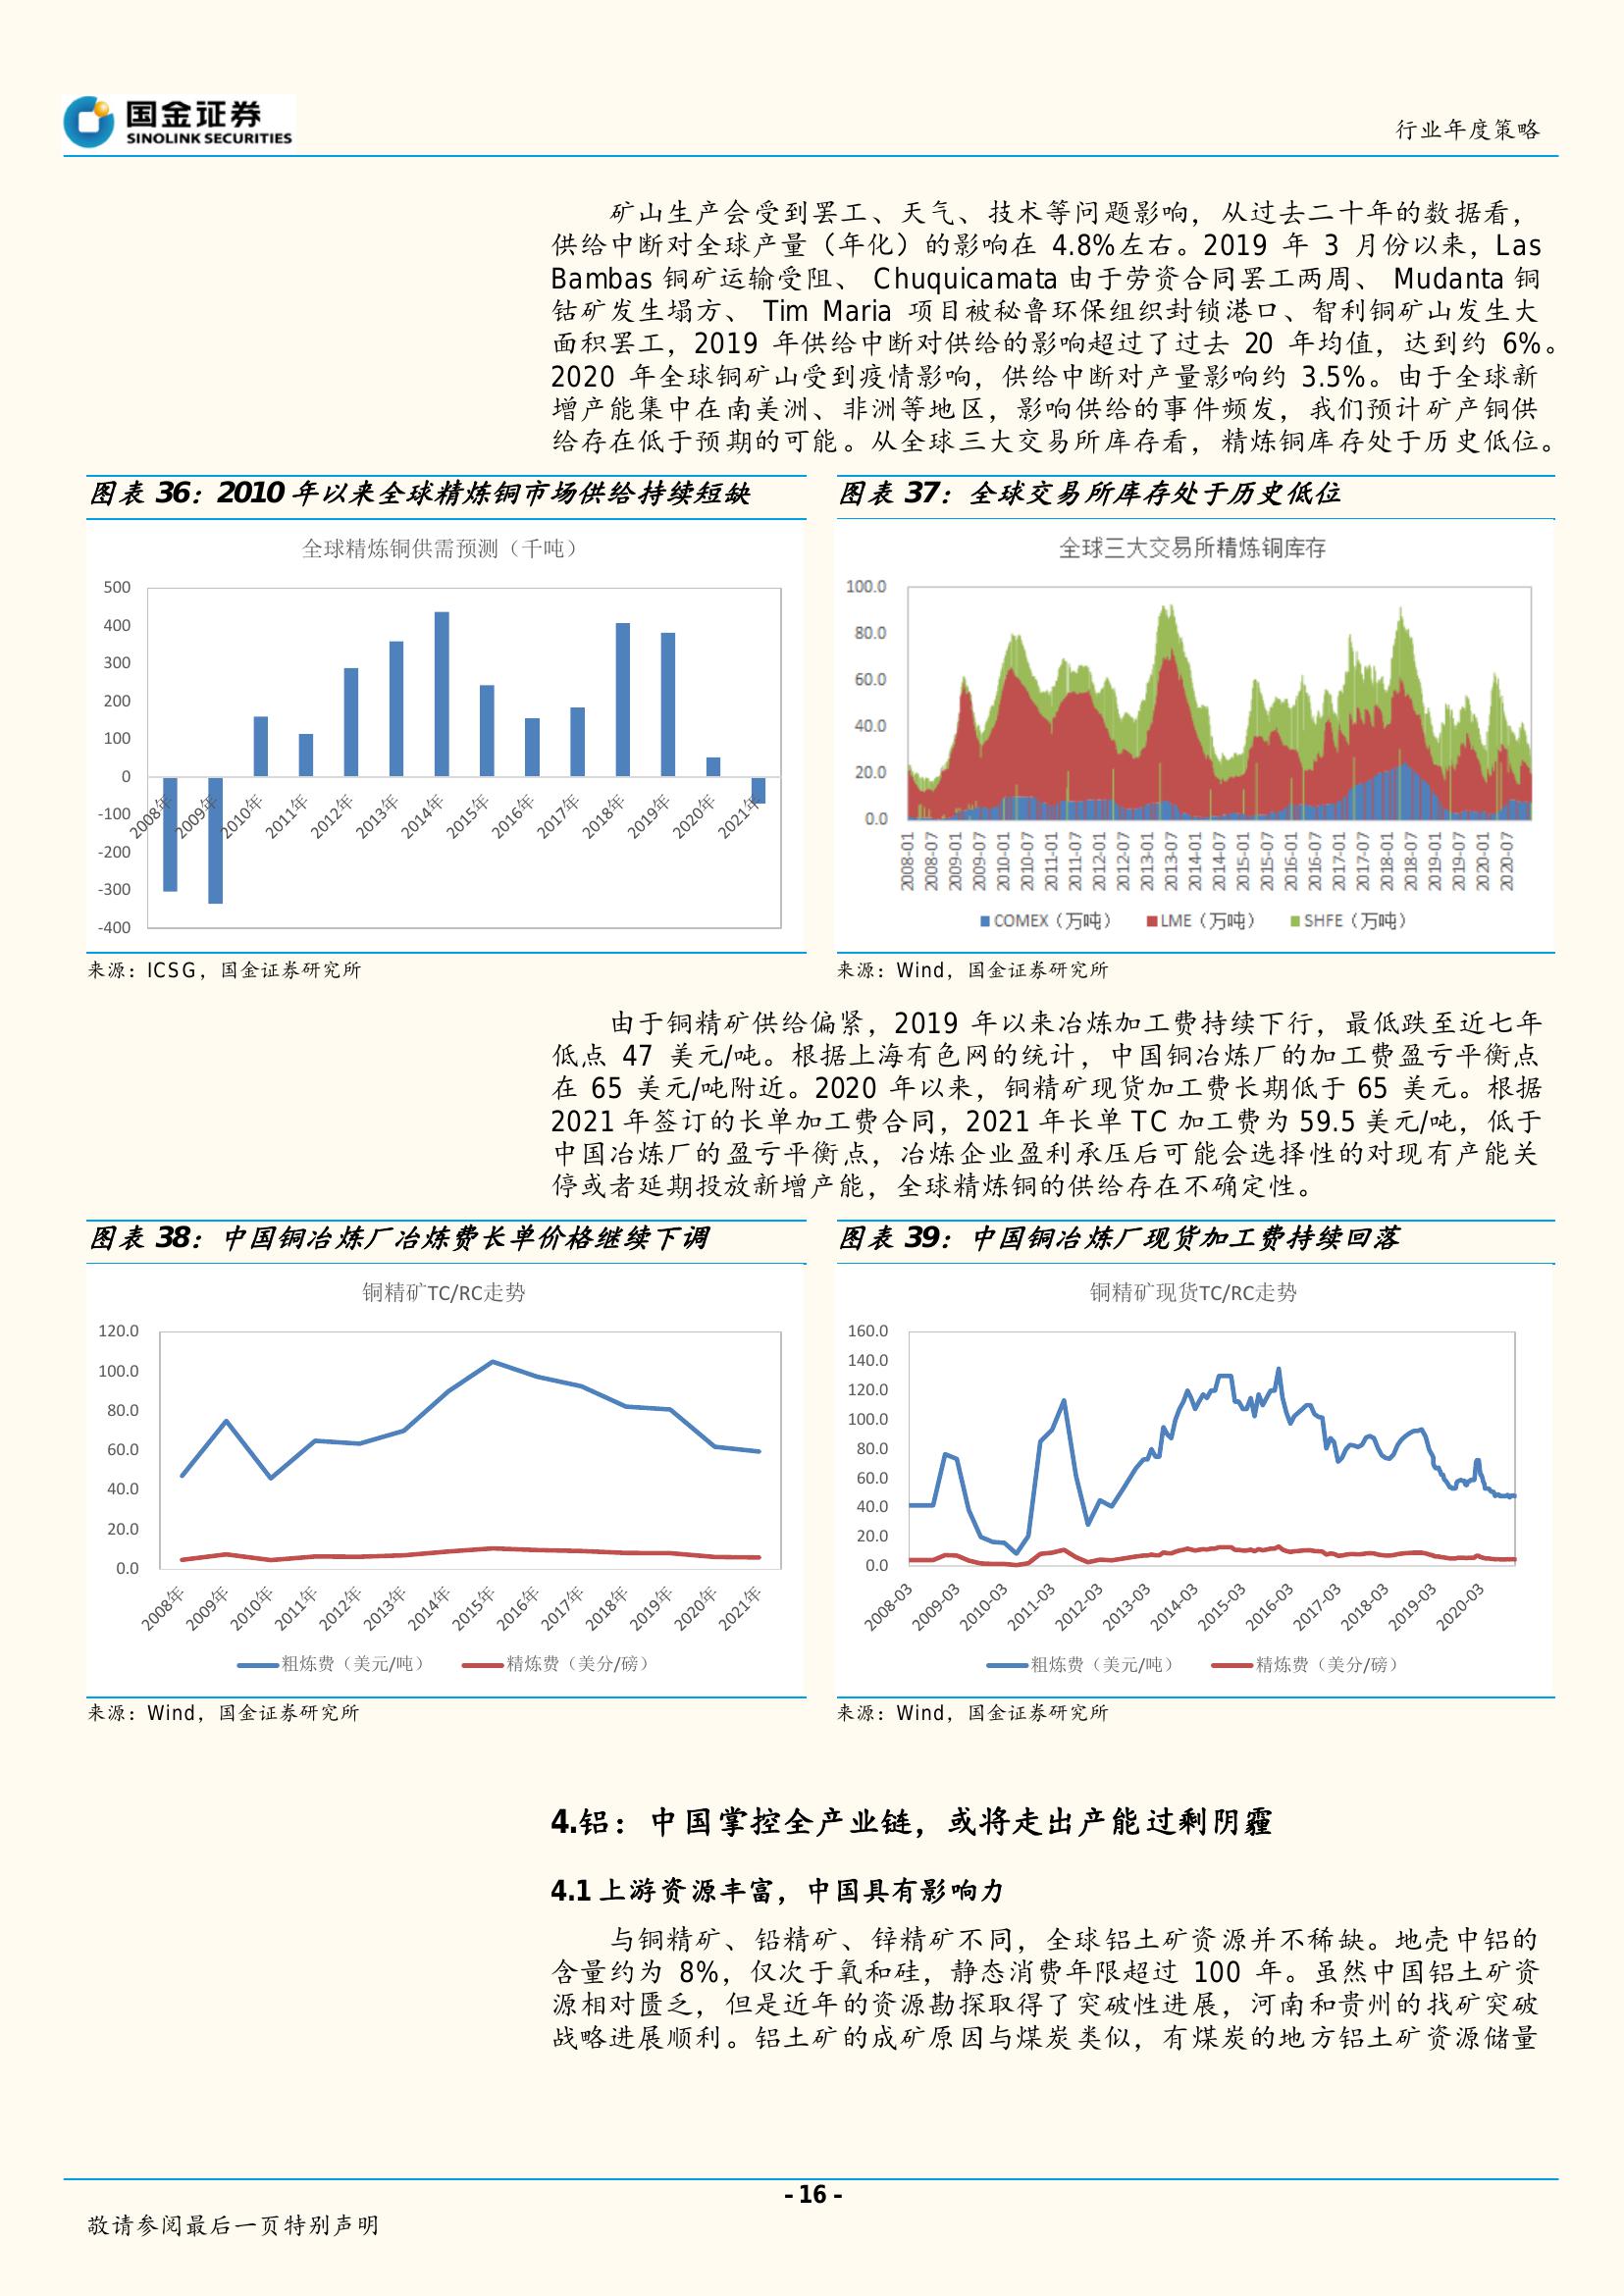 国金证券
SINOLINK SECURITIES
行业年度策略
矿山生产会受到罢工、天气、技术等问题影响，从过去二十年的数据看，
供给中断对全球产量（年化）的影响在 4.8%左右。2019 年 3 月份以来，Las
Bambas 铜矿运输受阻、 Chuquicamata 由于劳资合同罢工两周、 Mudanta 铜
钴矿发生塌方、 Tim Maria 项目被秘鲁环保组织封锁港口、智利铜矿山发生大
面积罢工，2019 年供给中断对供给的影响超过了过去 20 年均值，达到约 6%。
2020 年全球铜矿山受到疫情影响，供给中断对产量影响约 3.5%。由于全球新
增产能集中在南美洲、非洲等地区，影响供给的事件频发，我们预计矿产铜供
给存在低于预期的可能。从全球三大交易所库存看，精炼铜库存处于历史低位。
图表 36：2010 年以来全球精炼铜市场供给持续短缺
全球精炼铜供需预测（千吨）
500
400
300
200
100
0
-100
-200
-300
-400
2008年 2009年 2010年 2011年 2012年 2013年 2014年 2015年 2016年 2017年 2018年 2019年 2020年 2021年
来源：ICSG，国金证券研究所
图表 37：全球交易所库存处于历史低位
全球三大交易所精炼铜库存
100.0
80.0
60.0
40.0
20.0
0.0
2008-01 2008-07 2009-01 2009-07 2010-01 2010-07 2011-01 2011-07 2012-01 2012-07 2013-01 2013-07 2014-01 2014-07 2015-01 2015-07 2016-01 2016-07 2017-01 2017-07 2018-01 2018-07 2019-01 2019-07 2020-01 2020-07
COMEX（万吨） LME（万吨） SHFE（万吨）
来源：Wind，国金证券研究所
由于铜精矿供给偏紧，2019 年以来冶炼加工费持续下行，最低跌至近七年
低点 47 美元/吨。根据上海有色网的统计，中国铜冶炼厂的加工费盈亏平衡点
在 65 美元/吨附近。2020 年以来，铜精矿现货加工费长期低于 65 美元。根据
2021 年签订的长单加工费合同，2021 年长单 TC 加工费为 59.5 美元/吨，低于
中国冶炼厂的盈亏平衡点，冶炼企业盈利承压后可能会选择性的对现有产能关
停或者延期投放新增产能，全球精炼铜的供给存在不确定性。
图表 38：中国铜冶炼厂冶炼费长单价格继续下调
铜精矿TC/RC走势
120.0
100.0
80.0
60.0
40.0
20.0
0.0
2008年 2009年 2010年 2011年 2012年 2013年 2014年 2015年 2016年 2017年 2018年 2019年 2020年 2021年
粗炼费（美元/吨） 精炼费（美分/磅）
来源：Wind，国金证券研究所
图表 39：中国铜冶炼厂现货加工费持续回落
铜精矿现货TC/RC走势
160.0
140.0
120.0
100.0
80.0
60.0
40.0
20.0
0.0
2008-03 2009-03 2010-03 2011-03 2012-03 2013-03 2014-03 2015-03 2016-03 2017-03 2018-03 2019-03 2020-03
粗炼费（美元/吨） 精炼费（美分/磅）
来源：Wind，国金证券研究所
4.铝：中国掌控全产业链，或将走出产能过剩阴霾
4.1 上游资源丰富，中国具有影响力
与铜精矿、铅精矿、锌精矿不同，全球铝土矿资源并不稀缺。地壳中铝的
含量约为 8%，仅次于氧和硅，静态消费年限超过 100 年。虽然中国铝土矿资
源相对匮乏，但是近年的资源勘探取得了突破性进展，河南和贵州的找矿突破
战略进展顺利。铝土矿的成矿原因与煤炭类似，有煤炭的地方铝土矿资源储量
- 16 -
敬请参阅最后一页特别声明